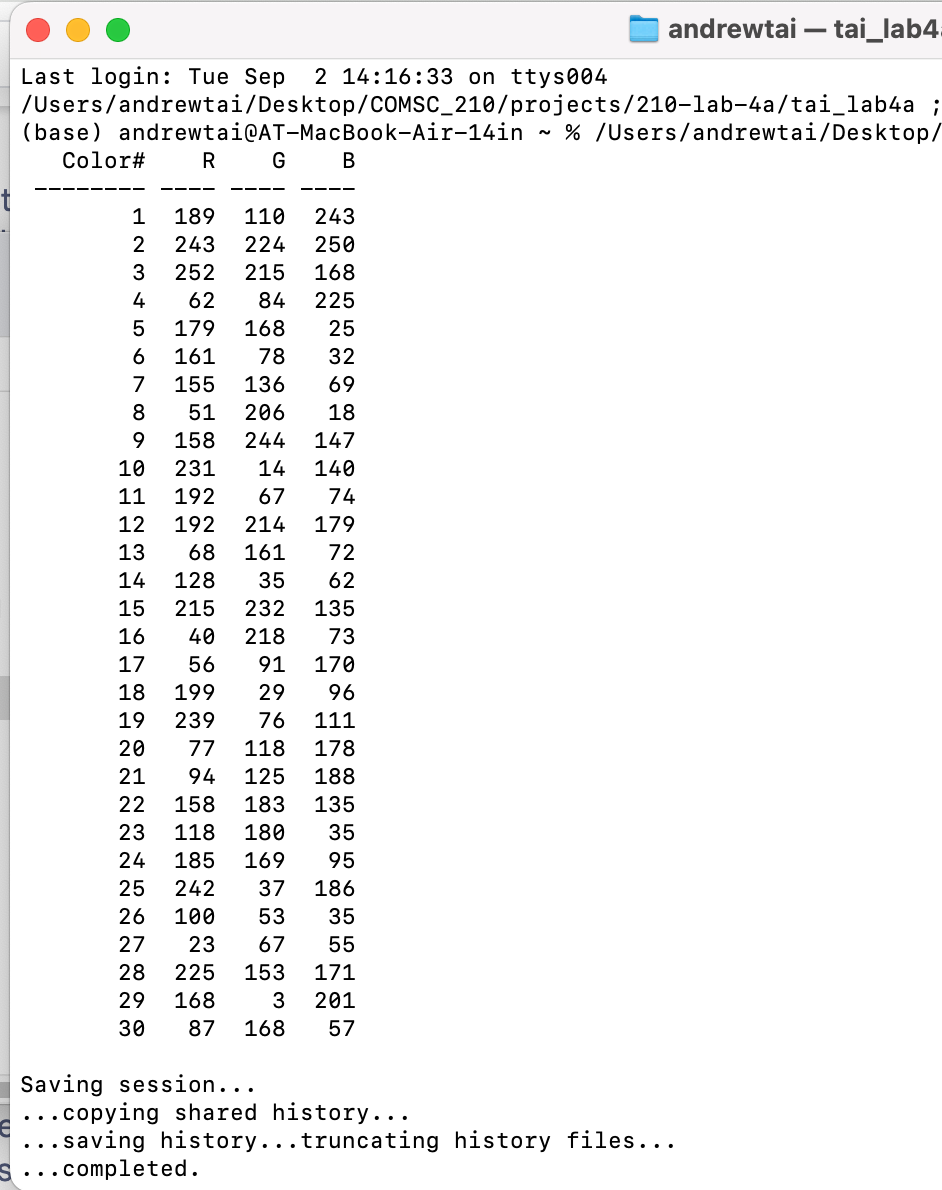 andrewtai — tai_lab4
Last login: Tue Sep  2 14:16:33 on ttys004
/Users/andrewtai/Desktop/COMSC_210/projects/210-lab-4a/tai_lab4a ;
(base) andrewtai@AT-MacBook-Air-14in ~ % /Users/andrewtai/Desktop/
   Color#    R    G    B
 -------- ---- ---- ----
        1  189  110  243
        2  243  224  250
        3  252  215  168
        4   62   84  225
        5  179  168   25
        6  161   78   32
        7  155  136   69
        8   51  206   18
        9  158  244  147
       10  231   14  140
       11  192   67   74
       12  192  214  179
       13   68  161   72
       14  128   35   62
       15  215  232  135
       16   40  218   73
       17   56   91  170
       18  199   29   96
       19  239   76  111
       20   77  118  178
       21   94  125  188
       22  158  183  135
       23  118  180   35
       24  185  169   95
       25  242   37  186
       26  100   53   35
       27   23   67   55
       28  225  153  171
       29  168    3  201
       30   87  168   57
Saving session...
...copying shared history...
...saving history...truncating history files...
...completed.